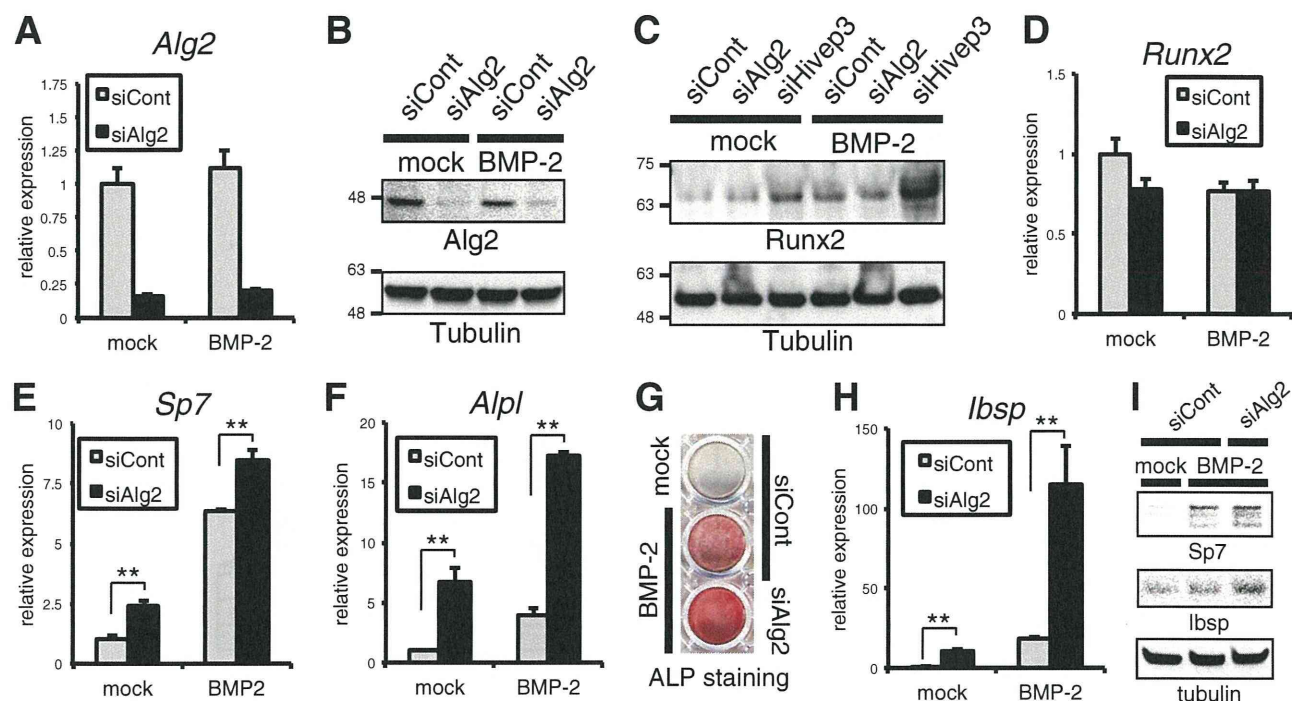 A
Alg2
relative expression
1.75
1.5
1.25
1
0.75
0.5
0.25
0
siCont
siAlg2
mock
BMP-2
B
siCont
siAlg2
siCont
siAlg2
mock
BMP-2
48
Alg2
63
48
Tubulin
C
siCont
siAlg2
siHivep3
siCont
siAlg2
siHivep3
mock
BMP-2
75
63
Runx2
63
48
Tubulin
D
Runx2
relative expression
1.5
1
0.5
0
siCont
siAlg2
mock
BMP-2
E
Sp7
relative expression
10
7.5
5
2.5
0
siCont
siAlg2
**
**
mock
BMP2
F
Alpl
relative expression
20
15
10
5
0
siCont
siAlg2
**
**
mock
BMP-2
G
mock
BMP-2
siCont
siAlg2
ALP staining
H
Ibsp
relative expression
150
100
50
0
siCont
siAlg2
**
**
mock
BMP-2
I
siCont
siAlg2
mock
BMP-2
Sp7
Ibsp
tubulin